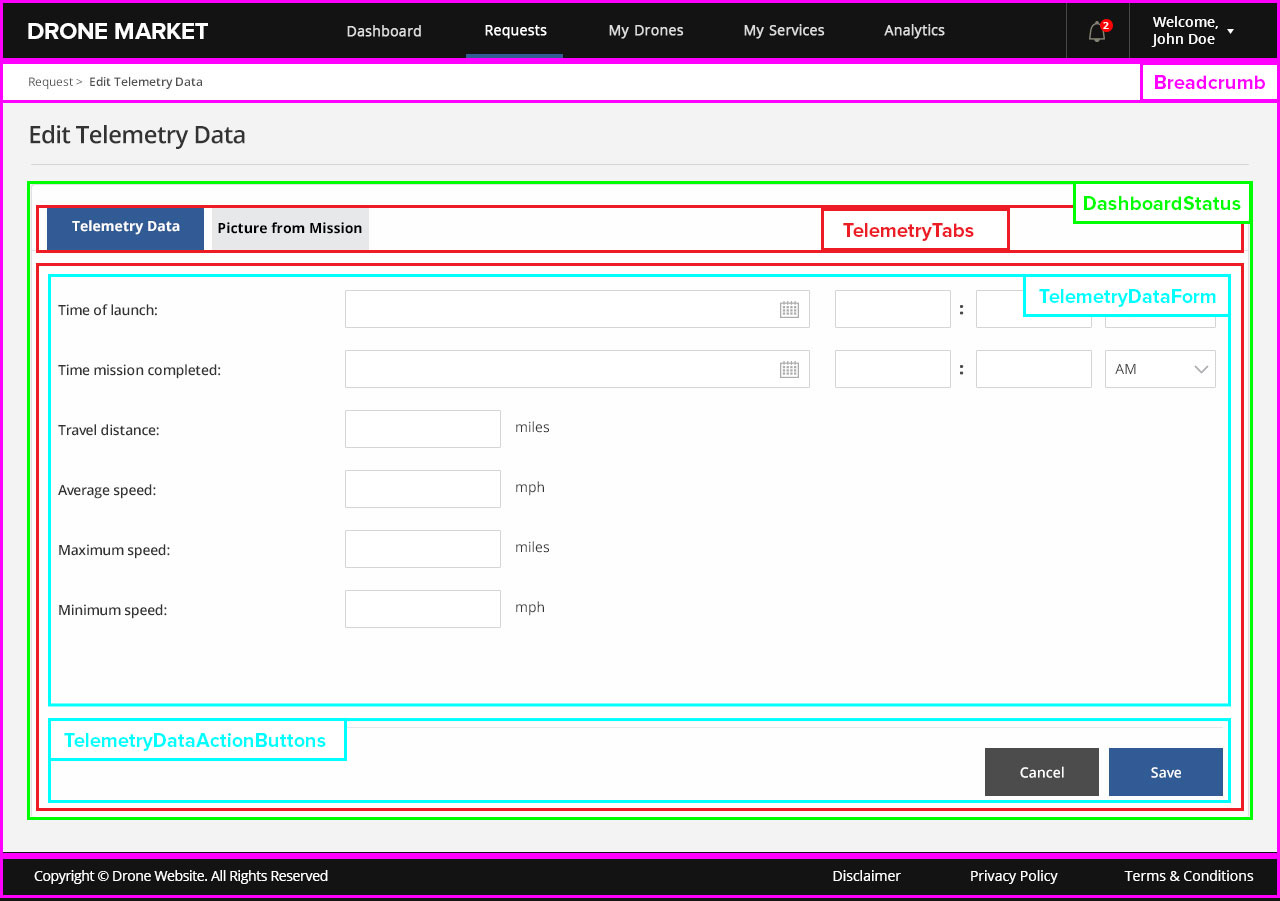 DRONE MARKET
Dashboard
Requests
My Drones
My Services
Analytics
2
Welcome,
John Doe
Request > Edit Telemetry Data
Breadcrumb
Edit Telemetry Data
DashboardStatus
Telemetry Data
Picture from Mission
TelemetryTabs
TelemetryDataForm
Time of launch:
:
Time mission completed:
:
AM
Travel distance:
miles
Average speed:
mph
Maximum speed:
miles
Minimum speed:
mph
TelemetryDataActionButtons
Cancel
Save
Copyright © Drone Website. All Rights Reserved
Disclaimer
Privacy Policy
Terms & Conditions